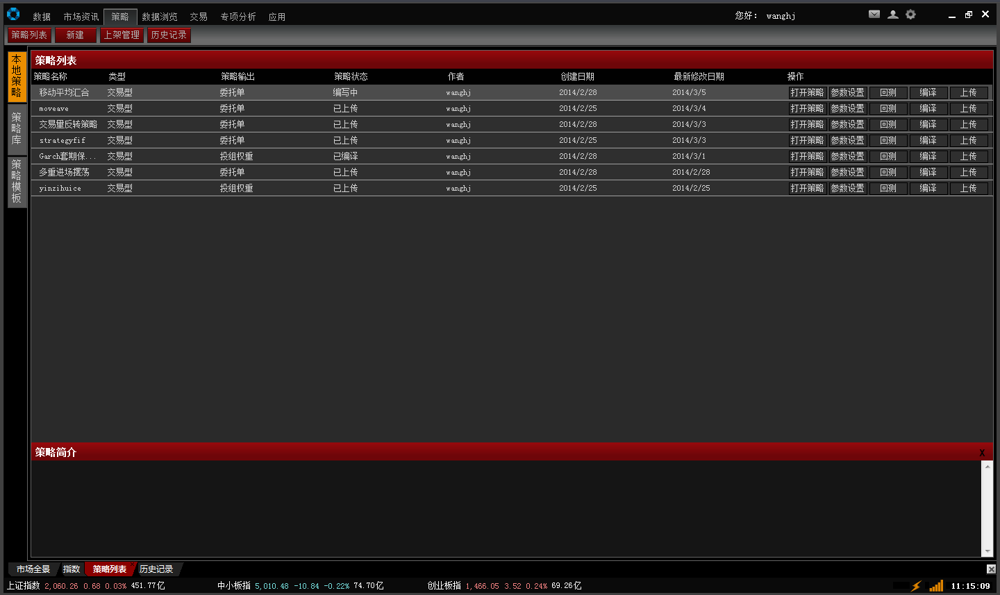 数据 市场资讯 策略 数据浏览 交易 专项分析 应用 您好： wanghj
策略列表 新建 上架管理 历史记录
本地策略
策略库
策略模板
策略列表
策略名称 类型 策略输出 策略状态 作者 创建日期 最新修改日期 操作
移动平均汇合 交易型 委托单 编写中 wanghj 2014/2/28 2014/3/5 打开策略 参数设置 回测 编译 上传
moveave 交易型 委托单 已上传 wanghj 2014/2/25 2014/3/4 打开策略 参数设置 回测 编译 上传
交易量反转策略 交易型 委托单 已上传 wanghj 2014/2/28 2014/3/3 打开策略 参数设置 回测 编译 上传
strategyfif 交易型 委托单 已上传 wanghj 2014/2/25 2014/3/3 打开策略 参数设置 回测 编译 上传
Garch套期保... 交易型 投组权重 已编译 wanghj 2014/2/28 2014/3/1 打开策略 参数设置 回测 编译 上传
多重进场摆荡 交易型 委托单 已上传 wanghj 2014/2/28 2014/2/28 打开策略 参数设置 回测 编译 上传
yinzihuice 交易型 投组权重 已上传 wanghj 2014/2/25 2014/2/25 打开策略 参数设置 回测 编译 上传
策略简介 X
市场全景 指数 策略列表 历史记录
上证指数 2,060.26 0.68 0.03% 451.77亿 中小板指 5,010.48 -10.84 -0.22% 74.70亿 创业板指 1,466.05 3.52 0.24% 69.26亿 11:15:09